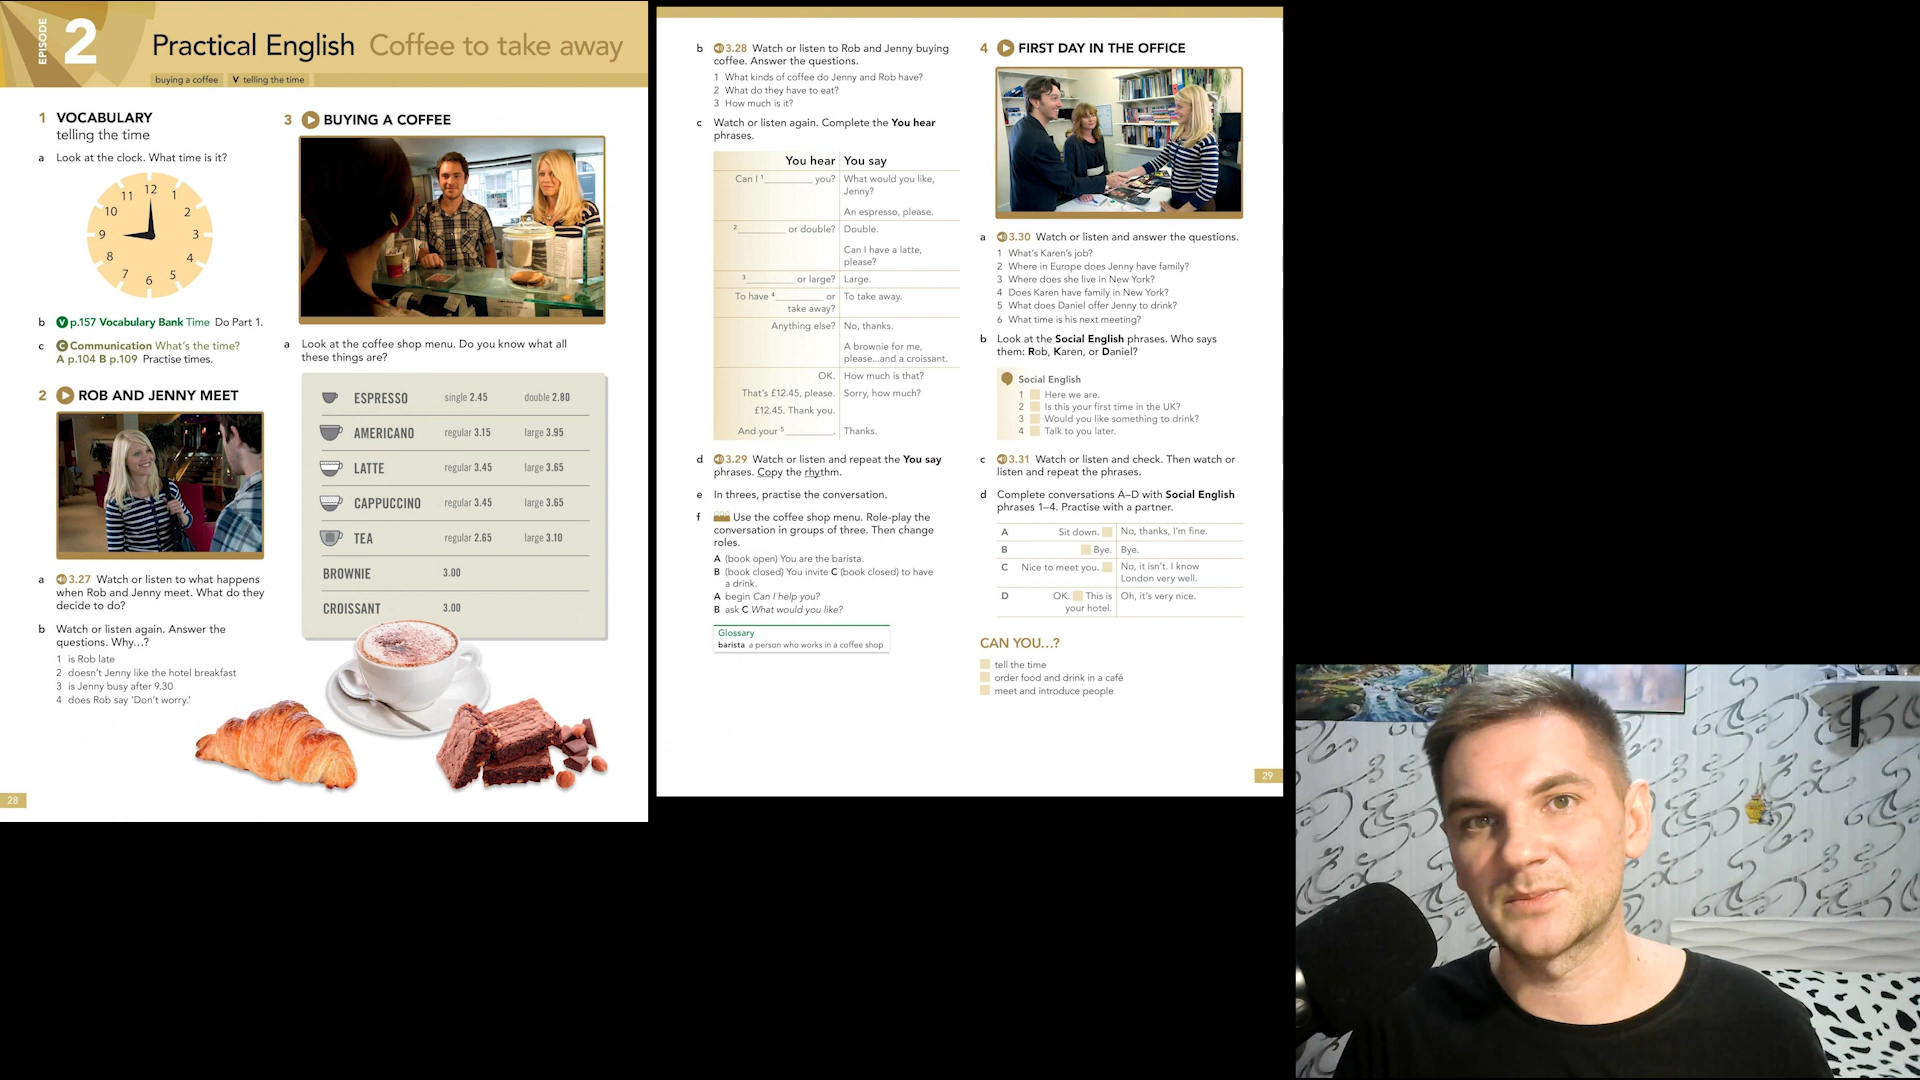 EPISODE 2
Practical English Coffee to take away
buying a coffee V telling the time
1 VOCABULARY
telling the time
a Look at the clock. What time is it?
12
11 1
10 2
9 3
8 4
7 5
6
b V p.157 Vocabulary Bank Time Do Part 1.
c C Communication What's the time?
A p.104 B p.109 Practise times.
2 ROB AND JENNY MEET
a 3.27 Watch or listen to what happens
when Rob and Jenny meet. What do they
decide to do?
b Watch or listen again. Answer the
questions. Why…?
1 is Rob late
2 doesn't Jenny like the hotel breakfast
3 is Jenny busy after 9.30
4 does Rob say 'Don't worry.'
28
3 BUYING A COFFEE
a Look at the coffee shop menu. Do you know what all
these things are?
ESPRESSO single 2.45 double 2.80
AMERICANO regular 3.15 large 3.95
LATTE regular 3.45 large 3.65
CAPPUCCINO regular 3.45 large 3.65
TEA regular 2.65 large 3.10
BROWNIE 3.00
CROISSANT 3.00
b 3.28 Watch or listen to Rob and Jenny buying
coffee. Answer the questions.
1 What kinds of coffee do Jenny and Rob have?
2 What do they have to eat?
3 How much is it?
c Watch or listen again. Complete the You hear
phrases.
You hear You say
Can I 1________ you? What would you like,
Jenny?
An espresso, please.
2________ or double? Double.
Can I have a latte,
please?
3________ or large? Large.
To have 4________ or To take away.
take away?
Anything else? No, thanks.
A brownie for me,
please...and a croissant.
OK. How much is that?
That's £12.45, please. Sorry, how much?
£12.45. Thank you.
And your 5________. Thanks.
d 3.29 Watch or listen and repeat the You say
phrases. Copy the rhythm.
e In threes, practise the conversation.
f Use the coffee shop menu. Role-play the
conversation in groups of three. Then change
roles.
A (book open) You are the barista.
B (book closed) You invite C (book closed) to have
a drink.
A begin Can I help you?
B ask C What would you like?
Glossary
barista a person who works in a coffee shop
4 FIRST DAY IN THE OFFICE
a 3.30 Watch or listen and answer the questions.
1 What's Karen's job?
2 Where in Europe does Jenny have family?
3 Where does she live in New York?
4 Does Karen have family in New York?
5 What does Daniel offer Jenny to drink?
6 What time is his next meeting?
b Look at the Social English phrases. Who says
them: Rob, Karen, or Daniel?
Social English
1 Here we are.
2 Is this your first time in the UK?
3 Would you like something to drink?
4 Talk to you later.
c 3.31 Watch or listen and check. Then watch or
listen and repeat the phrases.
d Complete conversations A–D with Social English
phrases 1–4. Practise with a partner.
A Sit down. No, thanks, I'm fine.
B Bye. Bye.
C Nice to meet you. No, it isn't. I know
London very well.
D OK. This is Oh, it's very nice.
your hotel.
CAN YOU...?
tell the time
order food and drink in a café
meet and introduce people
29